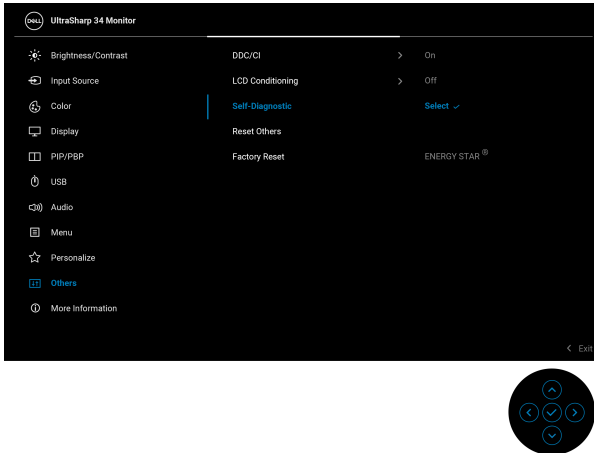 DELL UltraSharp 34 Monitor
Brightness/Contrast DDC/CI On
Input Source LCD Conditioning Off
Color Self-Diagnostic Select
Display Reset Others
PIP/PBP Factory Reset ENERGY STAR ®
USB
Audio
Menu
Personalize
Others
More Information
Exit